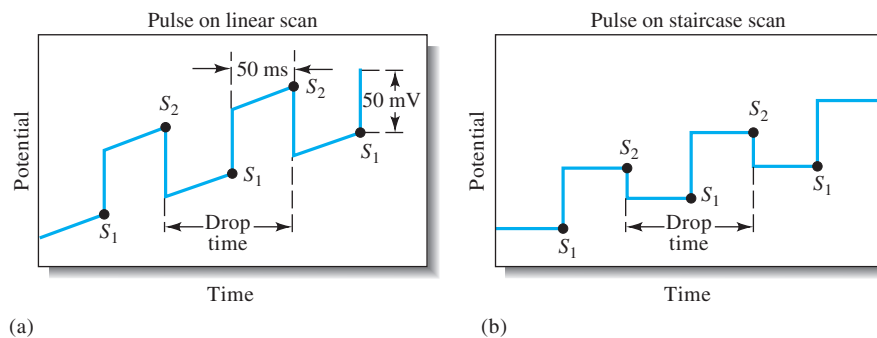 Pulse on linear scan
Potential
50 ms
S2
S2
50 mV
S1
S1
S1
Drop
time
Time
(a)
Pulse on staircase scan
Potential
S2
S2
S1
S1
S1
Drop
time
Time
(b)